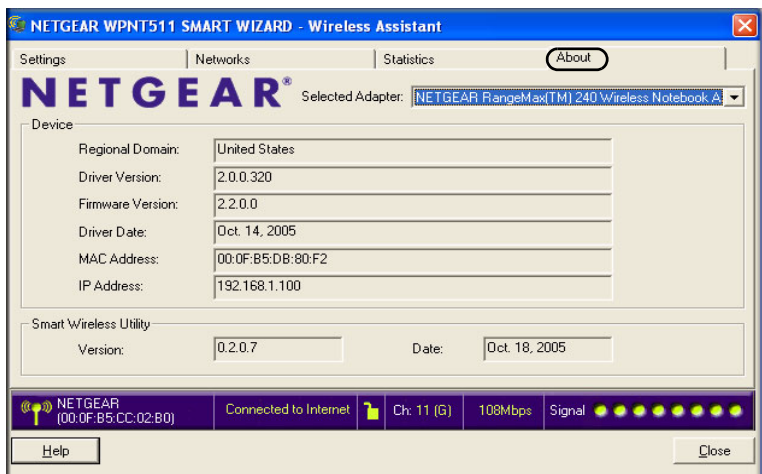 NETGEAR WPNT511 SMART WIZARD - Wireless Assistant
Settings Networks Statistics About
NETGEAR® Selected Adapter: NETGEAR RangeMax(TM) 240 Wireless Notebook A
Device
Regional Domain: United States
Driver Version: 2.0.0.320
Firmware Version: 2.2.0.0
Driver Date: Oct. 14, 2005
MAC Address: 00:0F:B5:DB:80:F2
IP Address: 192.168.1.100
Smart Wireless Utility
Version: 0.2.0.7 Date: Oct. 18, 2005
NETGEAR
(00:0F:B5:CC:02:B0) Connected to Internet Ch: 11 (G) 108Mbps Signal
Help Close